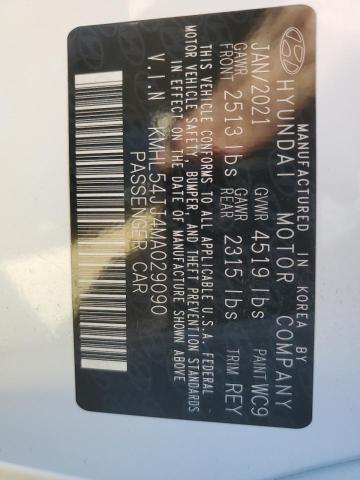 MANUFACTURED IN KOREA BY
HYUNDAI MOTOR COMPANY
JAN/2021 GVWR 4519 lbs PAINT WC9
GAWR FRONT 2513 lbs GAWR REAR 2315 lbs TRIM REY
THIS VEHICLE CONFORMS TO ALL APPLICABLE U.S.A. FEDERAL
MOTOR VEHICLE SAFETY, BUMPER, AND THEFT PREVENTION STANDARDS
IN EFFECT ON THE DATE OF MANUFACTURE SHOWN ABOVE
V.I.N KMHL54JJ4MA029090
PASSENGER CAR